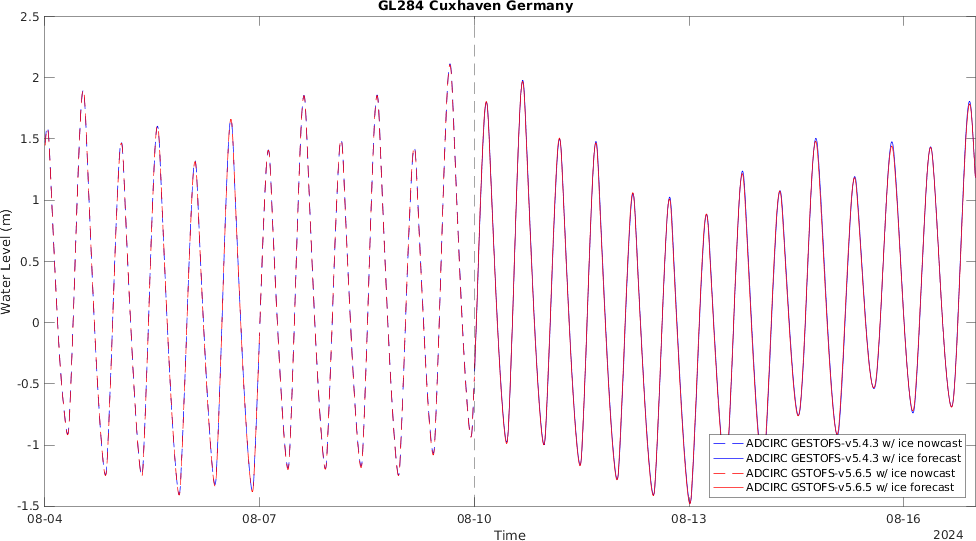 GL284 Cuxhaven Germany
2.5
2
1.5
1
0.5
0
-0.5
-1
-1.5
Water Level (m)
ADCIRC GESTOFS-v5.4.3 w/ ice nowcast
ADCIRC GESTOFS-v5.4.3 w/ ice forecast
ADCIRC GSTOFS-v5.6.5 w/ ice nowcast
ADCIRC GSTOFS-v5.6.5 w/ ice forecast
08-04 08-07 08-10 08-13 08-16
Time
2024